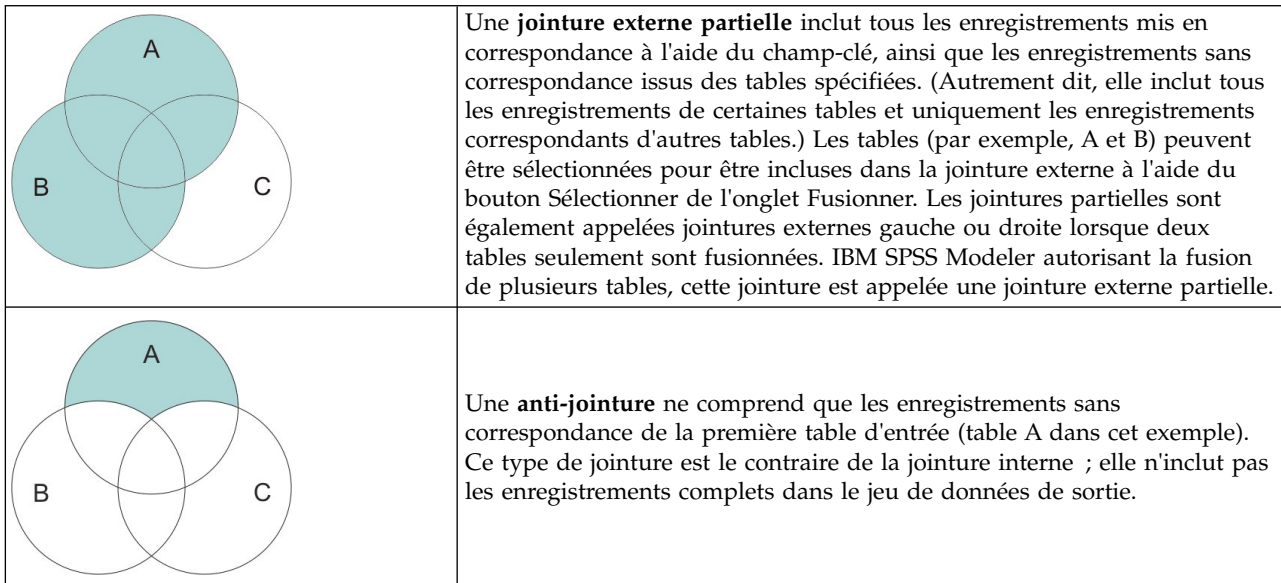 A
B
C
Une jointure externe partielle inclut tous les enregistrements mis en
correspondance à l'aide du champ-clé, ainsi que les enregistrements sans
correspondance issus des tables spécifiées. (Autrement dit, elle inclut tous
les enregistrements de certaines tables et uniquement les enregistrements
correspondants d'autres tables.) Les tables (par exemple, A et B) peuvent
être sélectionnées pour être incluses dans la jointure externe à l'aide du
bouton Sélectionner de l'onglet Fusionner. Les jointures partielles sont
également appelées jointures externes gauche ou droite lorsque deux
tables seulement sont fusionnées. IBM SPSS Modeler autorisant la fusion
de plusieurs tables, cette jointure est appelée une jointure externe partielle.
A
B
C
Une anti-jointure ne comprend que les enregistrements sans
correspondance de la première table d'entrée (table A dans cet exemple).
Ce type de jointure est le contraire de la jointure interne ; elle n'inclut pas
les enregistrements complets dans le jeu de données de sortie.